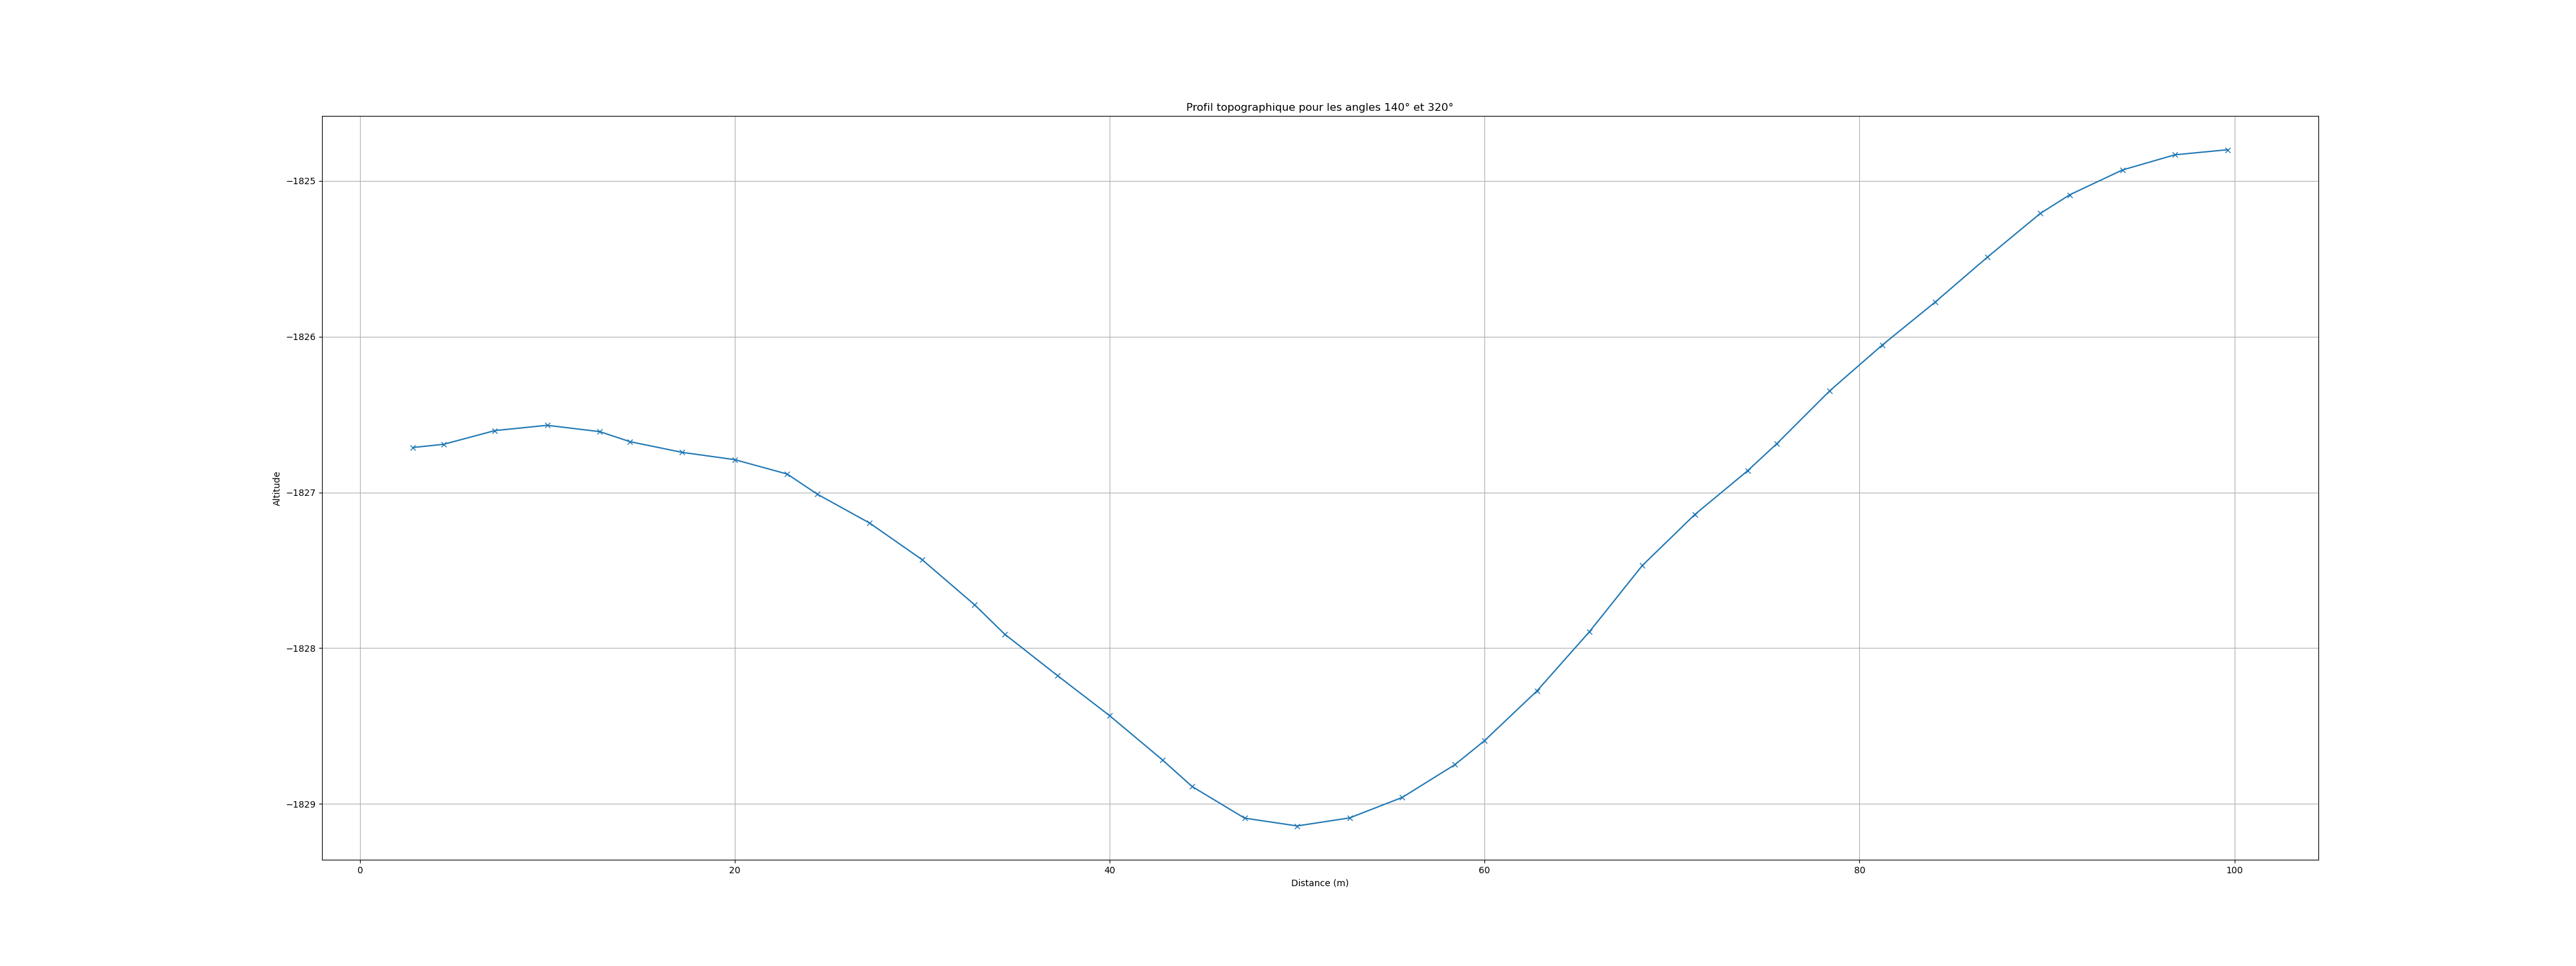 Profil topographique pour les angles 140° et 320°
Altitude
−1825
−1826
−1827
−1828
−1829
0 20 40 60 80 100
Distance (m)